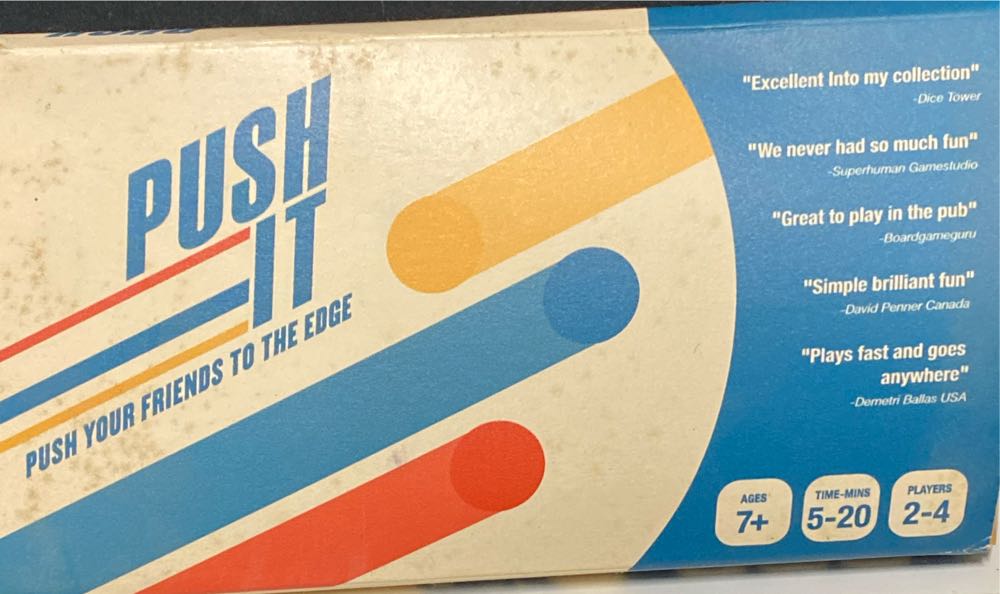 PUSH
IT
PUSH YOUR FRIENDS TO THE EDGE
"Excellent Into my collection"
-Dice Tower
"We never had so much fun"
-Superhuman Gamestudio
"Great to play in the pub"
-Boardgameguru
"Simple brilliant fun"
-David Penner Canada
"Plays fast and goes
anywhere"
-Demetri Ballas USA
AGES
7+
TIME-MINS
5-20
PLAYERS
2-4